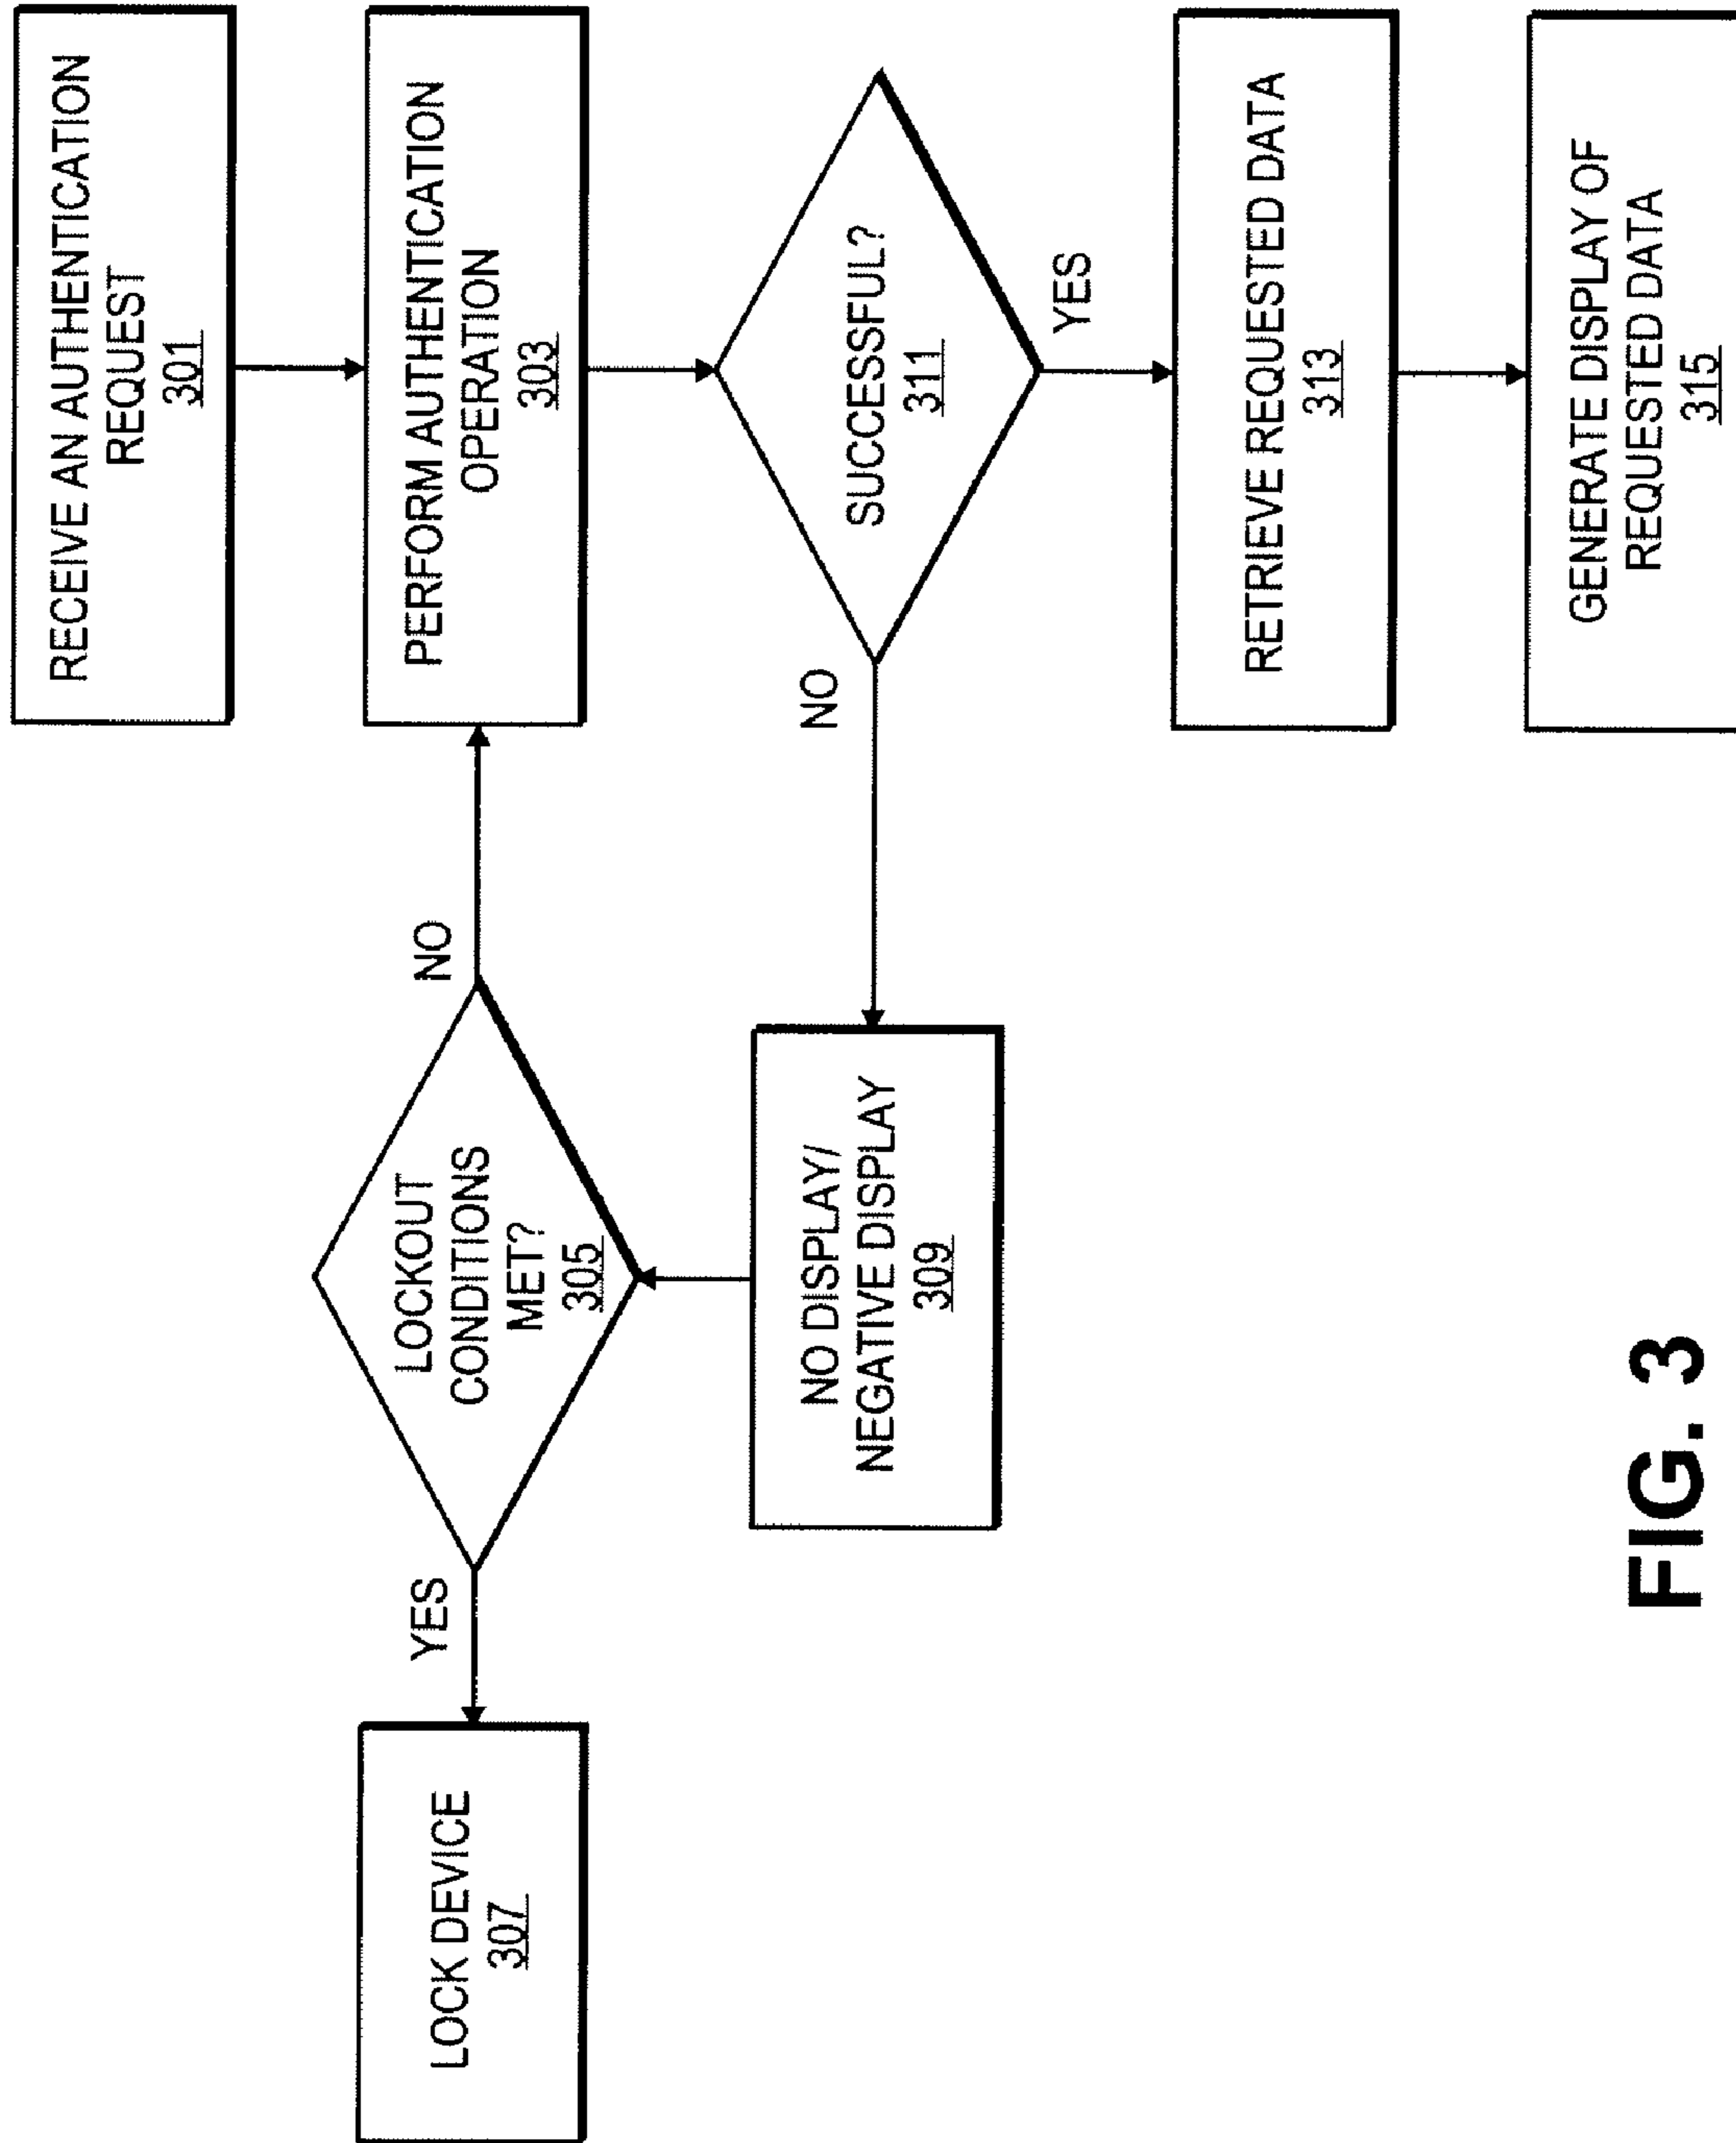 RECEIVE AN AUTHENTICATION
REQUEST
301
PERFORM AUTHENTICATION
OPERATION
303
LOCKOUT
CONDITIONS
MET?
305
NO
YES
LOCK DEVICE
307
NO DISPLAY/
NEGATIVE DISPLAY
309
SUCCESSFUL?
311
NO
YES
RETRIEVE REQUESTED DATA
313
GENERATE DISPLAY OF
REQUESTED DATA
315
FIG. 3